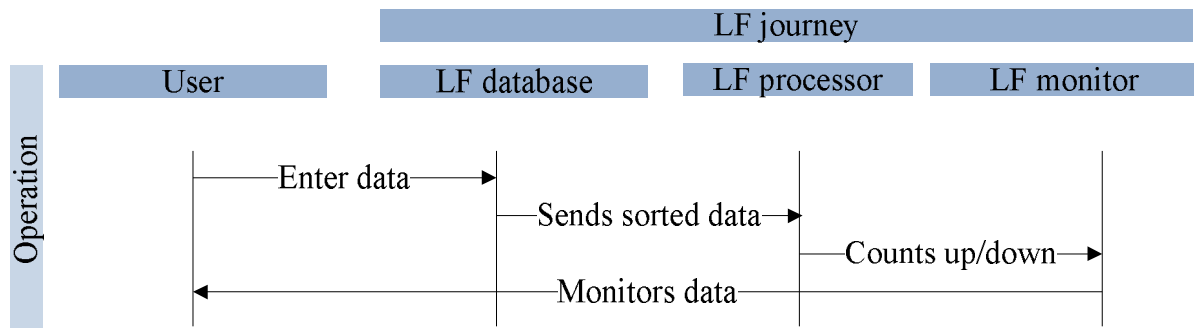 LF journey
User
LF database
LF processor
LF monitor
Operation
Enter data
Sends sorted data
Counts up/down
Monitors data